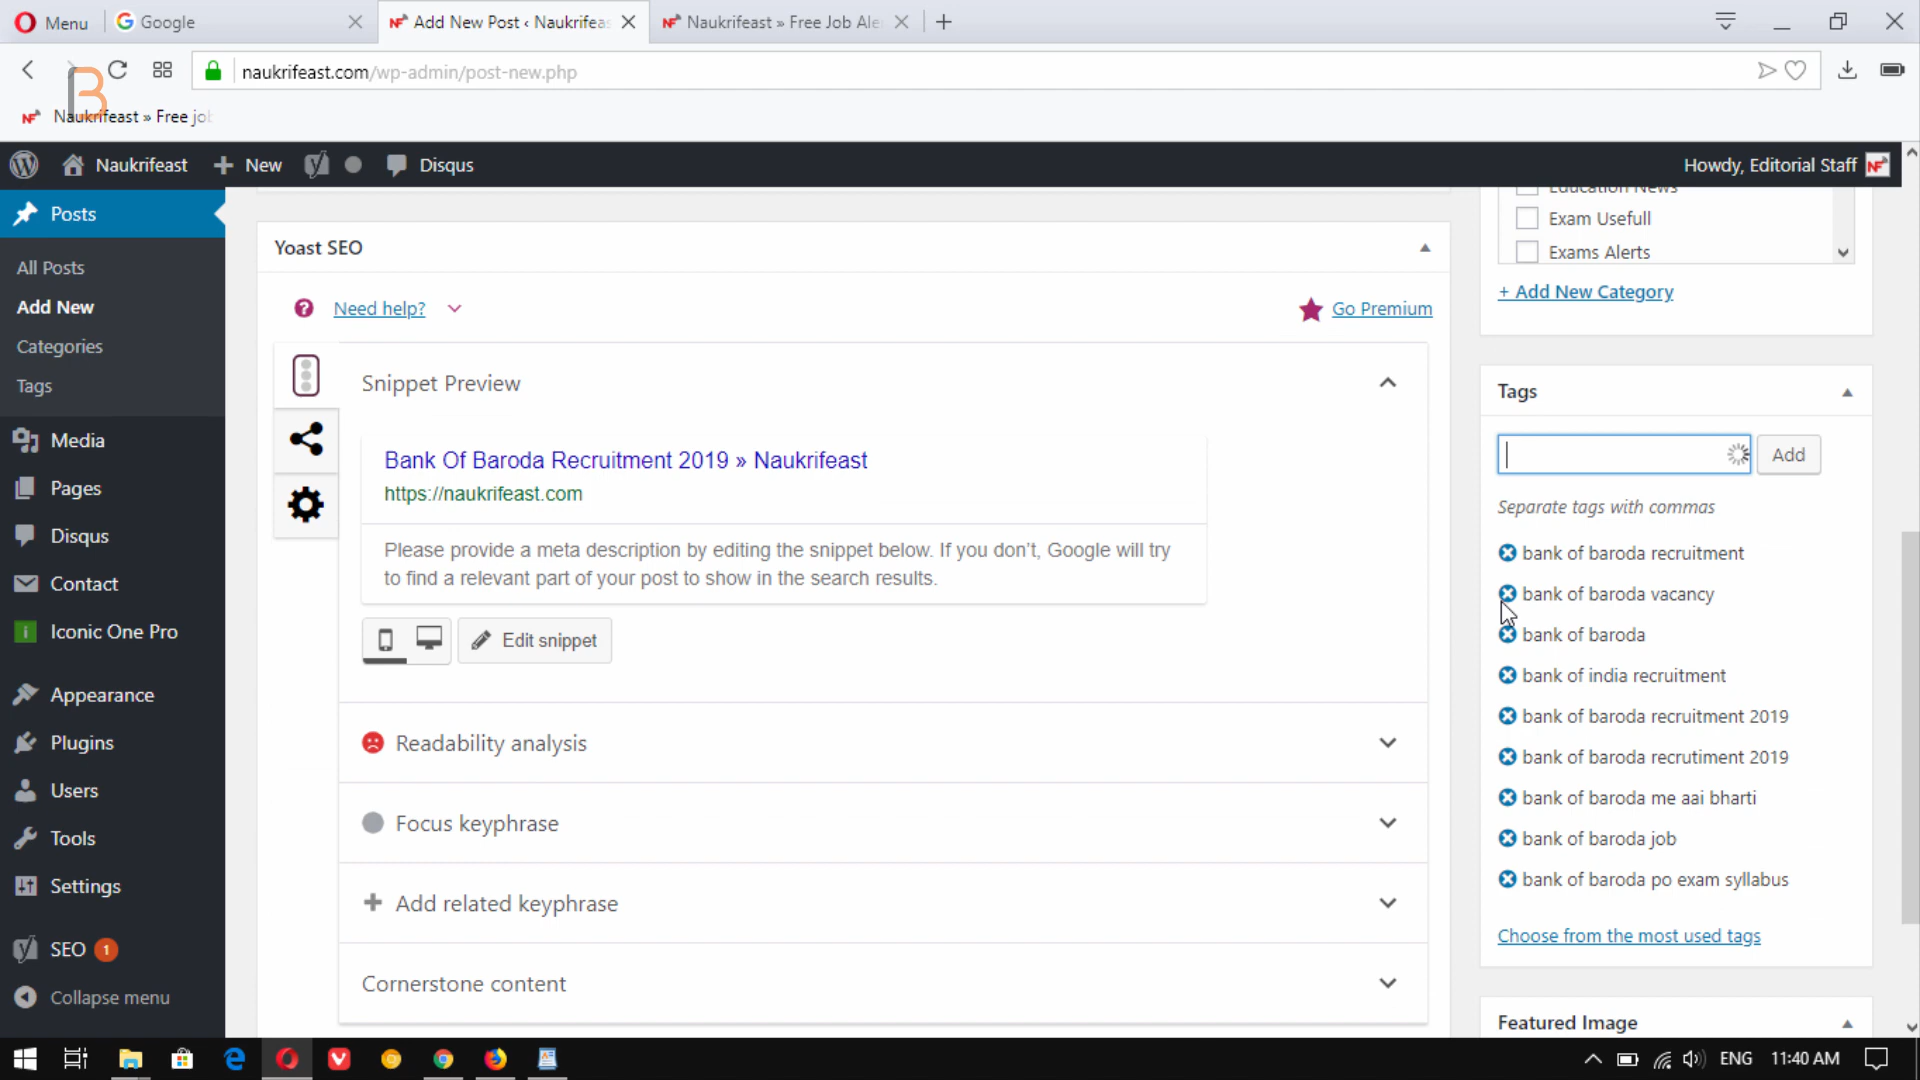 Menu
Google
Add New Post ‹ Naukrifeas
Naukrifeast » Free Job Ale
naukrifeast.com/wp-admin/post-new.php
Naukrifeast » Free job
Naukrifeast
New
Disqus
Howdy, Editorial Staff
Posts
All Posts
Add New
Categories
Tags
Media
Pages
Disqus
Contact
Iconic One Pro
Appearance
Plugins
Users
Tools
Settings
SEO 1
Collapse menu
Yoast SEO
Need help?
Go Premium
Snippet Preview
Bank Of Baroda Recruitment 2019 » Naukrifeast
https://naukrifeast.com
Please provide a meta description by editing the snippet below. If you don’t, Google will try
to find a relevant part of your post to show in the search results.
Edit snippet
Readability analysis
Focus keyphrase
Add related keyphrase
Cornerstone content
Education News
Exam Usefull
Exams Alerts
+ Add New Category
Tags
Add
Separate tags with commas
bank of baroda recruitment
bank of baroda vacancy
bank of baroda
bank of india recruitment
bank of baroda recruitment 2019
bank of baroda recrutiment 2019
bank of baroda me aai bharti
bank of baroda job
bank of baroda po exam syllabus
Choose from the most used tags
Featured Image
ENG
11:40 AM